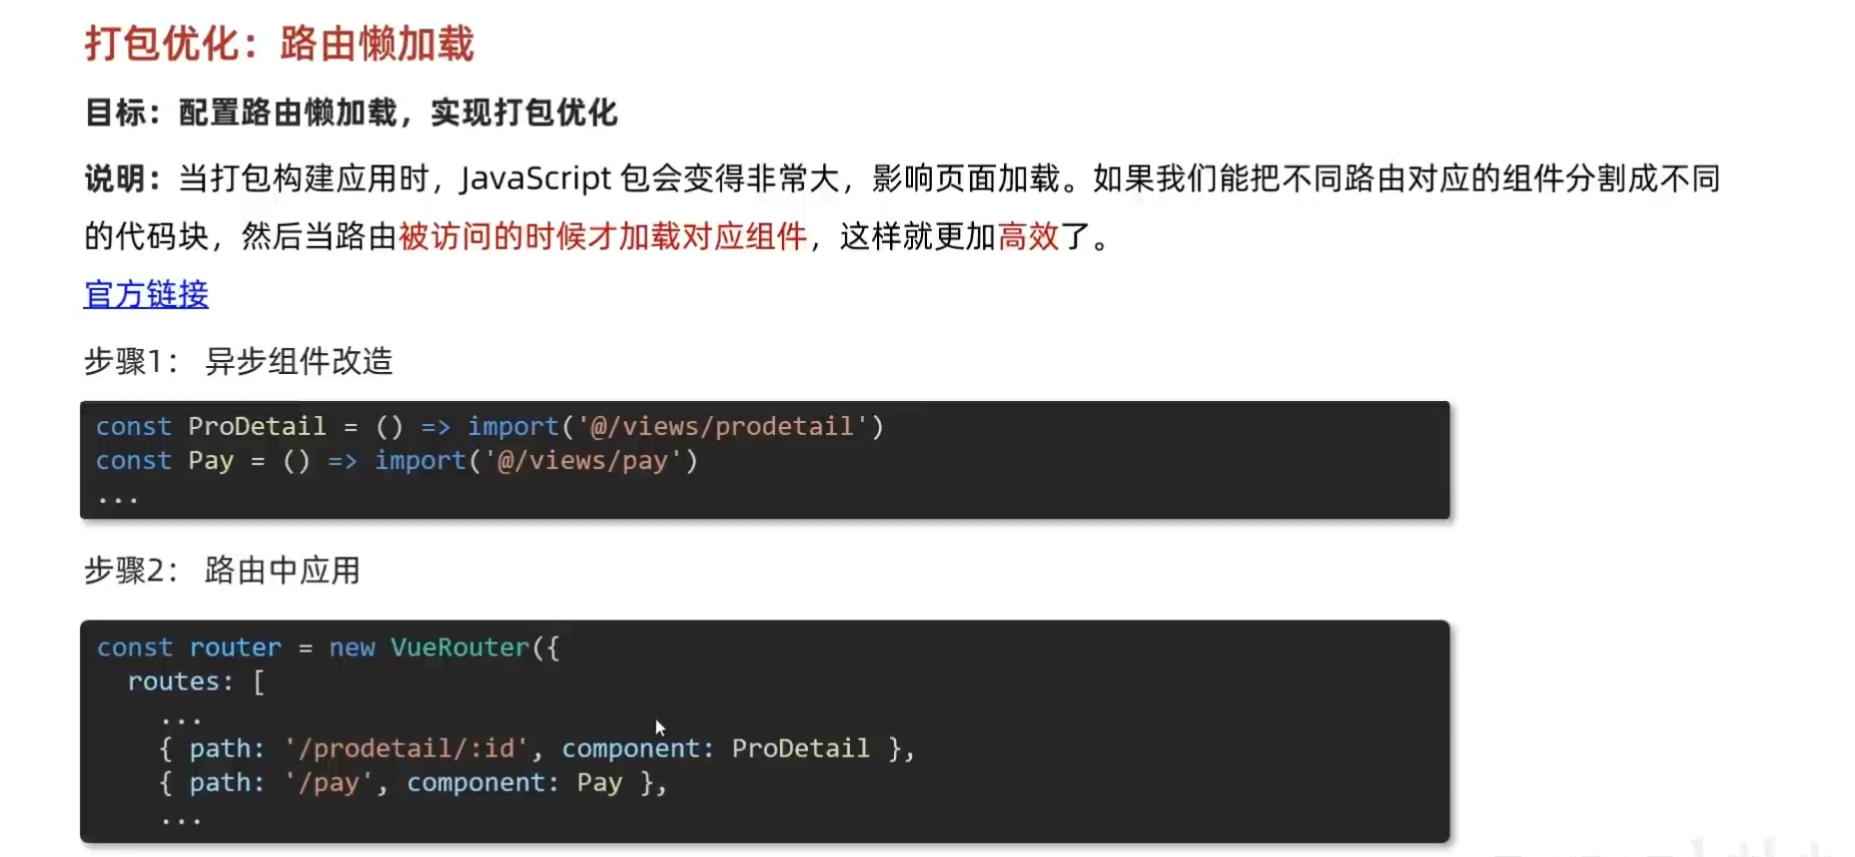 打包优化：路由懒加载
目标：配置路由懒加载，实现打包优化
说明：当打包构建应用时，JavaScript 包会变得非常大，影响页面加载。如果我们能把不同路由对应的组件分割成不同
的代码块，然后当路由被访问的时候才加载对应组件，这样就更加高效了。
官方链接
步骤1： 异步组件改造
const ProDetail = () => import('@/views/prodetail')
const Pay = () => import('@/views/pay')
...
步骤2： 路由中应用
const router = new VueRouter({
  routes: [
    ...
    { path: '/prodetail/:id', component: ProDetail },
    { path: '/pay', component: Pay },
    ...